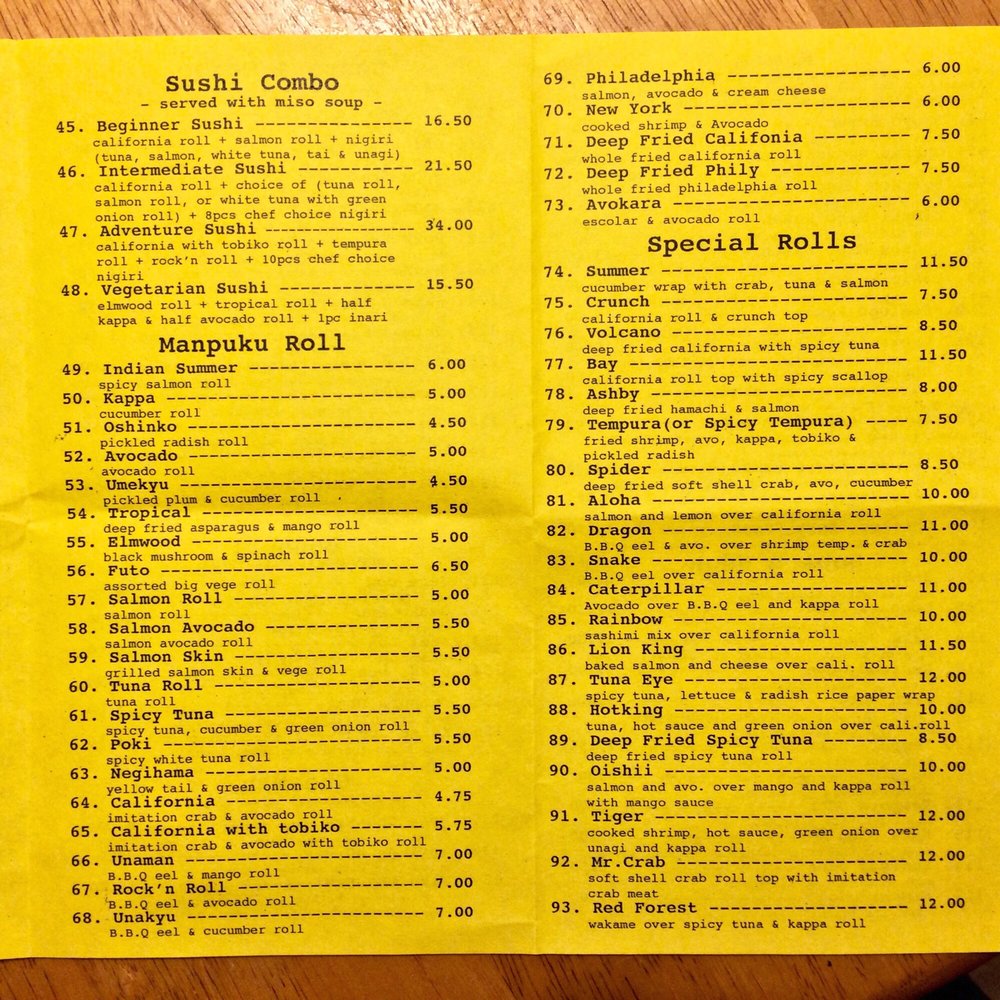 Sushi Combo
- served with miso soup -
45. Beginner Sushi ---------------- 16.50
california roll + salmon roll + nigiri
(tuna, salmon, white tuna, tai & unagi)
46. Intermediate Sushi ------------ 21.50
california roll + choice of (tuna roll,
salmon roll, or white tuna with green
onion roll) + 8pcs chef choice nigiri
47. Adventure Sushi ------------------- 34.00
california with tobiko roll + tempura
roll + rock'n roll + 10pcs chef choice
nigiri
48. Vegetarian Sushi -------------- 15.50
elmwood roll + tropical roll + half
kappa & half avocado roll + 1pc inari
Manpuku Roll
49. Indian Summer ----------------- 6.00
spicy salmon roll
50. Kappa ------------------------- 5.00
cucumber roll
51. Oshinko ----------------------- 4.50
pickled radish roll
52. Avocado ----------------------- 5.00
avocado roll
53. Umekyu ------------------------ 4.50
pickled plum & cucumber roll
54. Tropical ---------------------- 5.50
deep fried asparagus & mango roll
55. Elmwood ----------------------- 5.00
black mushroom & spinach roll
56. Futo -------------------------- 6.50
assorted big vege roll
57. Salmon Roll ------------------- 5.00
salmon roll
58. Salmon Avocado ---------------- 5.50
salmon avocado roll
59. Salmon Skin ------------------- 5.50
grilled salmon skin & vege roll
60. Tuna Roll --------------------- 5.00
tuna roll
61. Spicy Tuna -------------------- 5.50
spicy tuna, cucumber & green onion roll
62. Poki -------------------------- 5.50
spicy white tuna roll
63. Negihama ---------------------- 5.00
yellow tail & green onion roll
64. California -------------------- 4.75
imitation crab & avocado roll
65. California with tobiko -------- 5.75
imitation crab & avocado with tobiko roll
66. Unaman ------------------------ 7.00
B.B.Q eel & mango roll
67. Rock'n Roll ------------------- 7.00
B.B.Q eel & avocado roll
68. Unakyu ------------------------ 7.00
B.B.Q eel & cucumber roll
69. Philadelphia ------------------ 6.00
salmon, avocado & cream cheese
70. New York ---------------------- 6.00
cooked shrimp & Avocado
71. Deep Fried Califonia ---------- 7.50
whole fried california roll
72. Deep Fried Phily -------------- 7.50
whole fried philadelphia roll
73. Avokara ----------------------- 6.00
escolar & avocado roll
Special Rolls
74. Summer ------------------------ 11.50
cucumber wrap with crab, tuna & salmon
75. Crunch ------------------------ 7.50
california roll & crunch top
76. Volcano ----------------------- 8.50
deep fried california with spicy tuna
77. Bay --------------------------- 11.50
california roll top with spicy scallop
78. Ashby ------------------------- 8.00
deep fried hamachi & salmon
79. Tempura(or Spicy Tempura) ---- 7.50
fried shrimp, avo, kappa, tobiko &
pickled radish
80. Spider ------------------------ 8.50
deep fried soft shell crab, avo, cucumber
81. Aloha ------------------------- 10.00
salmon and lemon over california roll
82. Dragon ------------------------ 11.00
B.B.Q eel & avo. over shrimp temp. & crab
83. Snake ------------------------- 10.00
B.B.Q eel over california roll
84. Caterpillar ------------------- 11.00
Avocado over B.B.Q eel and kappa roll
85. Rainbow ----------------------- 10.00
sashimi mix over california roll
86. Lion King --------------------- 11.50
baked salmon and cheese over cali. roll
87. Tuna Eye ---------------------- 12.00
spicy tuna, lettuce & radish rice paper wrap
88. Hotking ----------------------- 10.00
tuna, hot sauce and green onion over cali.roll
89. Deep Fried Spicy Tuna -------- 8.50
deep fried spicy tuna roll
90. Oishii ------------------------ 10.00
salmon and avo. over mango and kappa roll
with mango sauce
91. Tiger ------------------------- 12.00
cooked shrimp, hot sauce, green onion over
unagi and kappa roll
92. Mr.Crab ----------------------- 12.00
soft shell crab roll top with imitation
crab meat
93. Red Forest -------------------- 12.00
wakame over spicy tuna & kappa roll